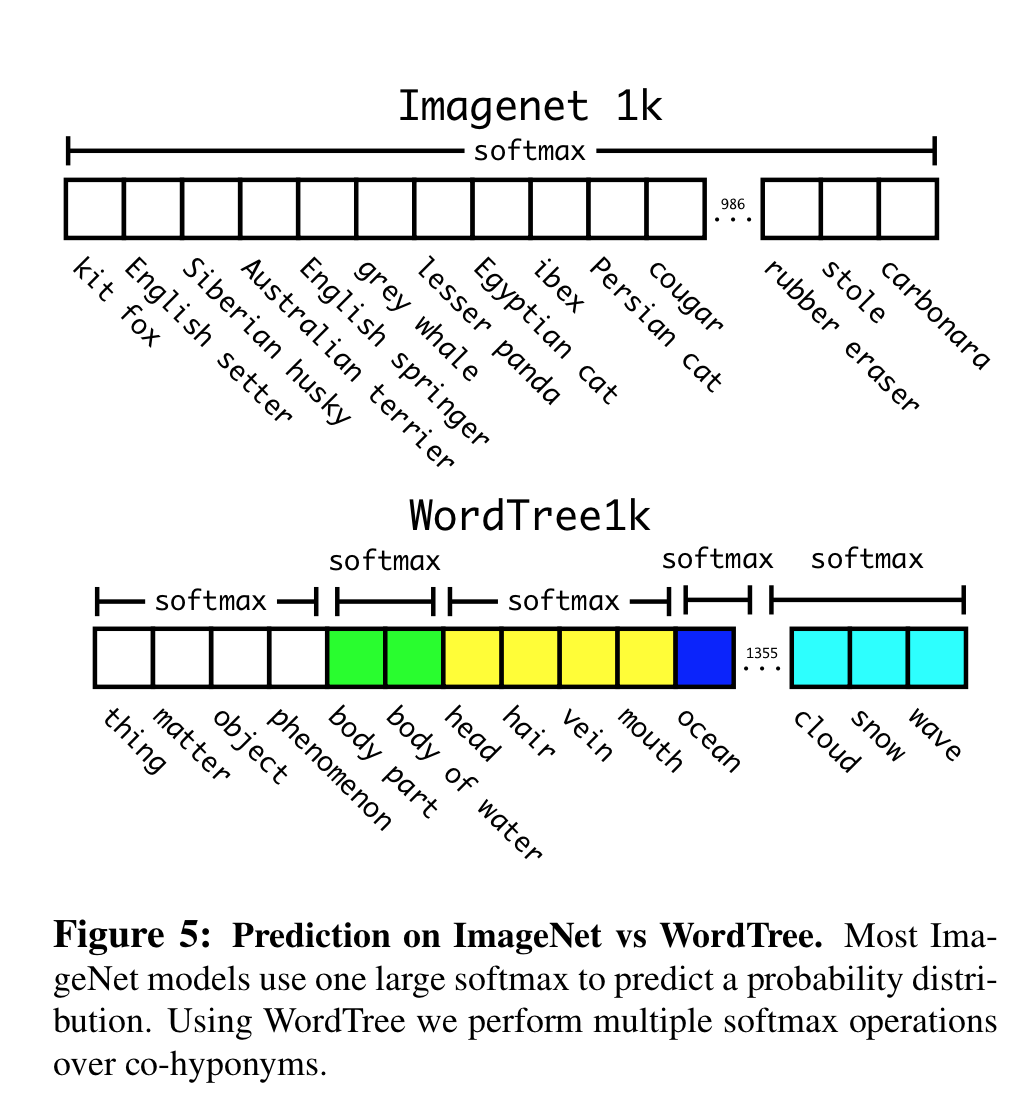 Imagenet 1k
softmax
986
...
kit fox
English setter
Siberian husky
Australian terrier
English springer
grey whale
lesser panda
Egyptian cat
ibex
Persian cat
cougar
rubber eraser
stole
carbonara
WordTree1k
softmax
softmax
softmax
softmax
softmax
1355
...
thing
matter
object
phenomenon
body part
body of water
head
hair
vein
mouth
ocean
cloud
snow
wave
Figure 5: Prediction on ImageNet vs WordTree. Most Ima-
geNet models use one large softmax to predict a probability distri-
bution. Using WordTree we perform multiple softmax operations
over co-hyponyms.